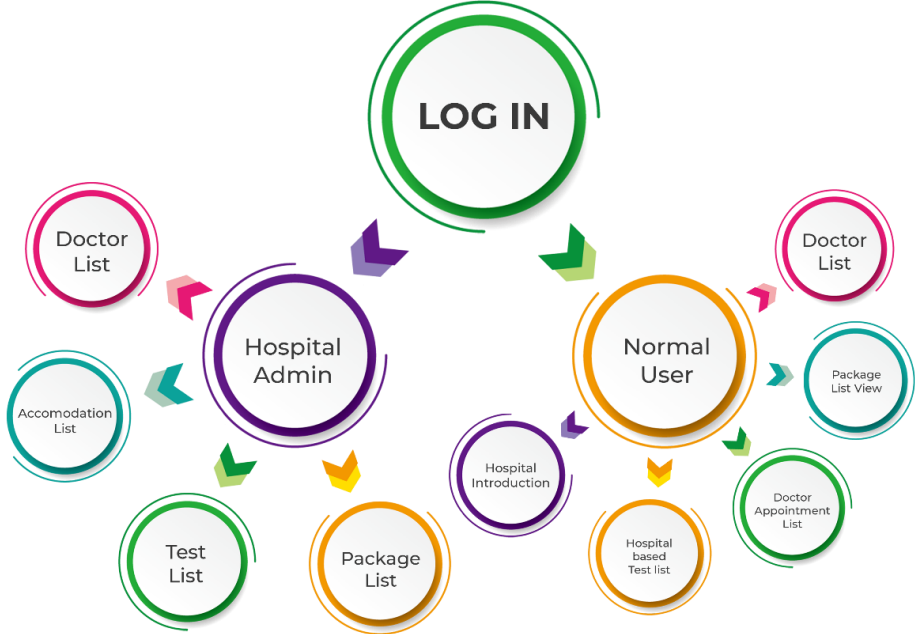 LOG IN
Doctor
List
Hospital
Admin
Accomodation
List
Test
List
Package
List
Normal
User
Doctor
List
Package
List View
Doctor
Appointment
List
Hospital
based
Test list
Hospital
Introduction